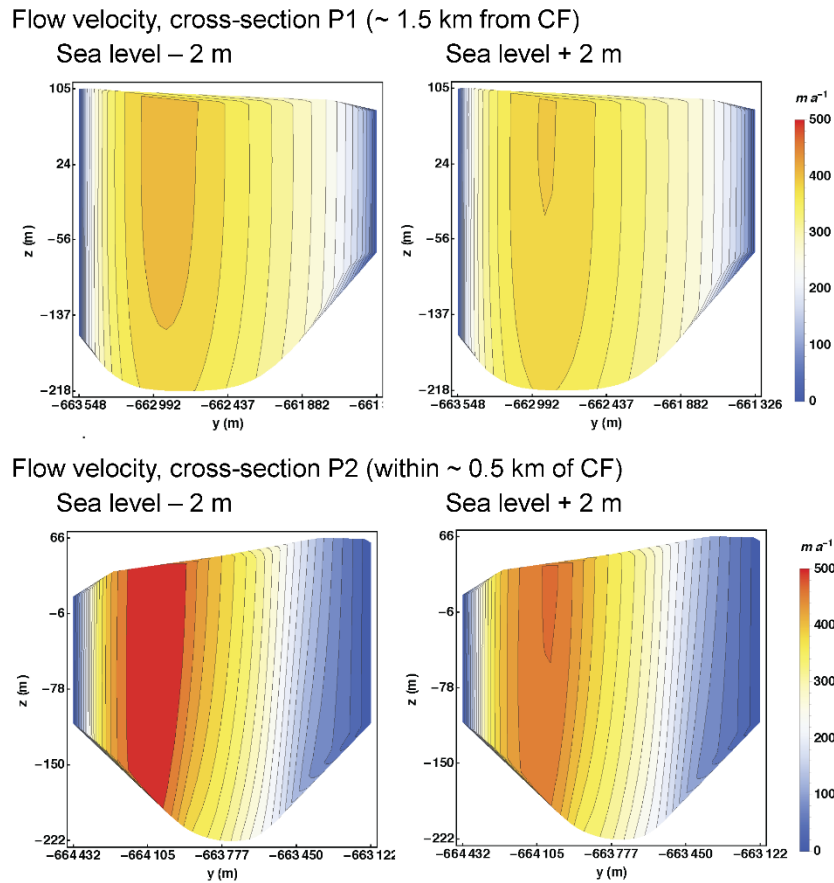 Flow velocity, cross-section P1 (~ 1.5 km from CF)
Sea level – 2 m
Sea level + 2 m
105
24
−56
−137
−218
z (m)
−663 548 −662 992 −662 437 −661 882 −661 :
y (m)
105
24
−56
−137
−218
z (m)
−663 548 −662 992 −662 437 −661 882 −661 326
y (m)
m a⁻¹
500
400
300
200
100
0
Flow velocity, cross-section P2 (within ~ 0.5 km of CF)
Sea level – 2 m
Sea level + 2 m
66
−6
−78
−150
−222
z (m)
−664 432 −664 105 −663 777 −663 450 −663 122
y (m)
66
−6
−78
−150
−222
z (m)
−664 432 −664 105 −663 777 −663 450 −663 122
y (m)
m a⁻¹
500
400
300
200
100
0